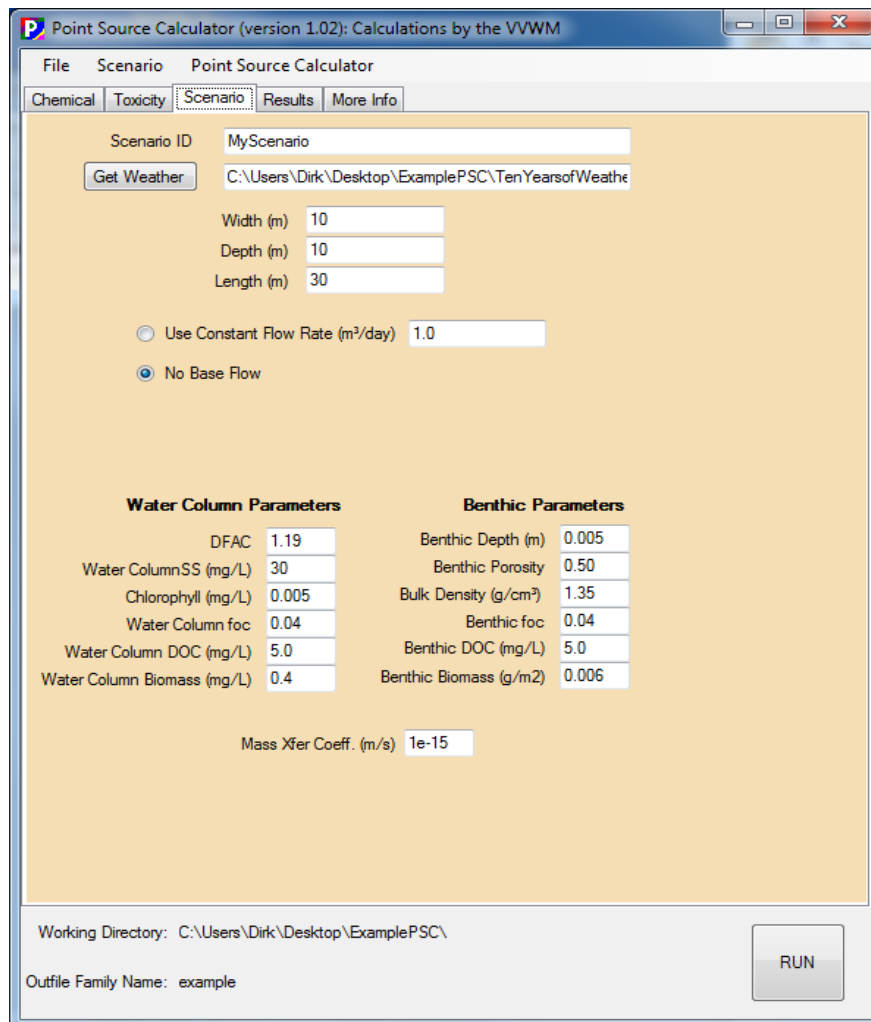 Point Source Calculator (version 1.02): Calculations by the VVWM
File Scenario Point Source Calculator
Chemical Toxicity Scenario Results More Info
Scenario ID MyScenario
Get Weather C:\Users\Dirk\Desktop\ExamplePSC\TenYearsofWeathe
Width (m) 10
Depth (m) 10
Length (m) 30
Use Constant Flow Rate (m³/day) 1.0
No Base Flow
Water Column Parameters
DFAC 1.19
Water ColumnSS (mg/L) 30
Chlorophyll (mg/L) 0.005
Water Column foc 0.04
Water Column DOC (mg/L) 5.0
Water Column Biomass (mg/L) 0.4
Benthic Parameters
Benthic Depth (m) 0.005
Benthic Porosity 0.50
Bulk Density (g/cm³) 1.35
Benthic foc 0.04
Benthic DOC (mg/L) 5.0
Benthic Biomass (g/m2) 0.006
Mass Xfer Coeff. (m/s) 1e-15
Working Directory: C:\Users\Dirk\Desktop\ExamplePSC\
Outfile Family Name: example
RUN